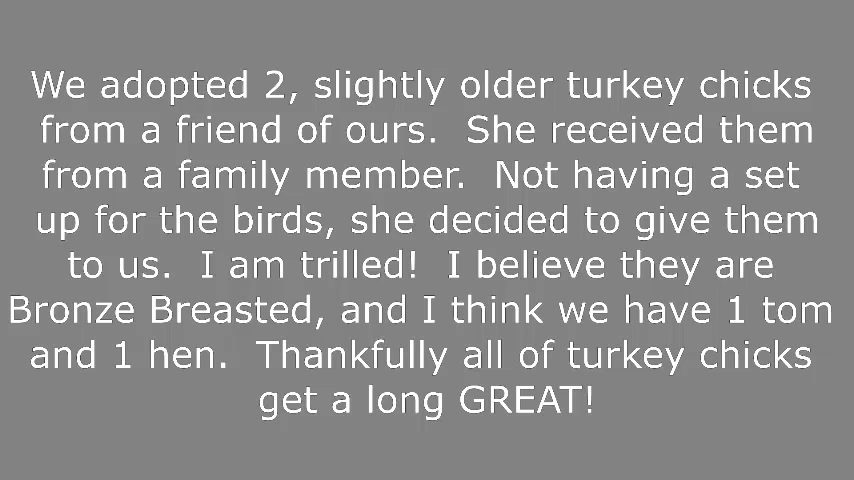 We adopted 2, slightly older turkey chicks
from a friend of ours.  She received them
from a family member.  Not having a set
up for the birds, she decided to give them
to us.  I am trilled!  I believe they are
Bronze Breasted, and I think we have 1 tom
and 1 hen.  Thankfully all of turkey chicks
get a long GREAT!